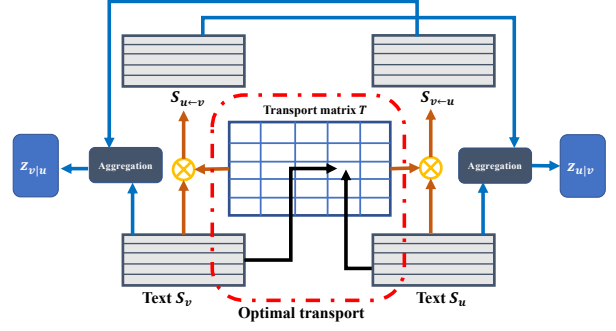 S_{u←v}
S_{v←u}
Transport matrix T
Z_{v|u}
Aggregation
Aggregation
Z_{u|v}
Text S_v
Text S_u
Optimal transport